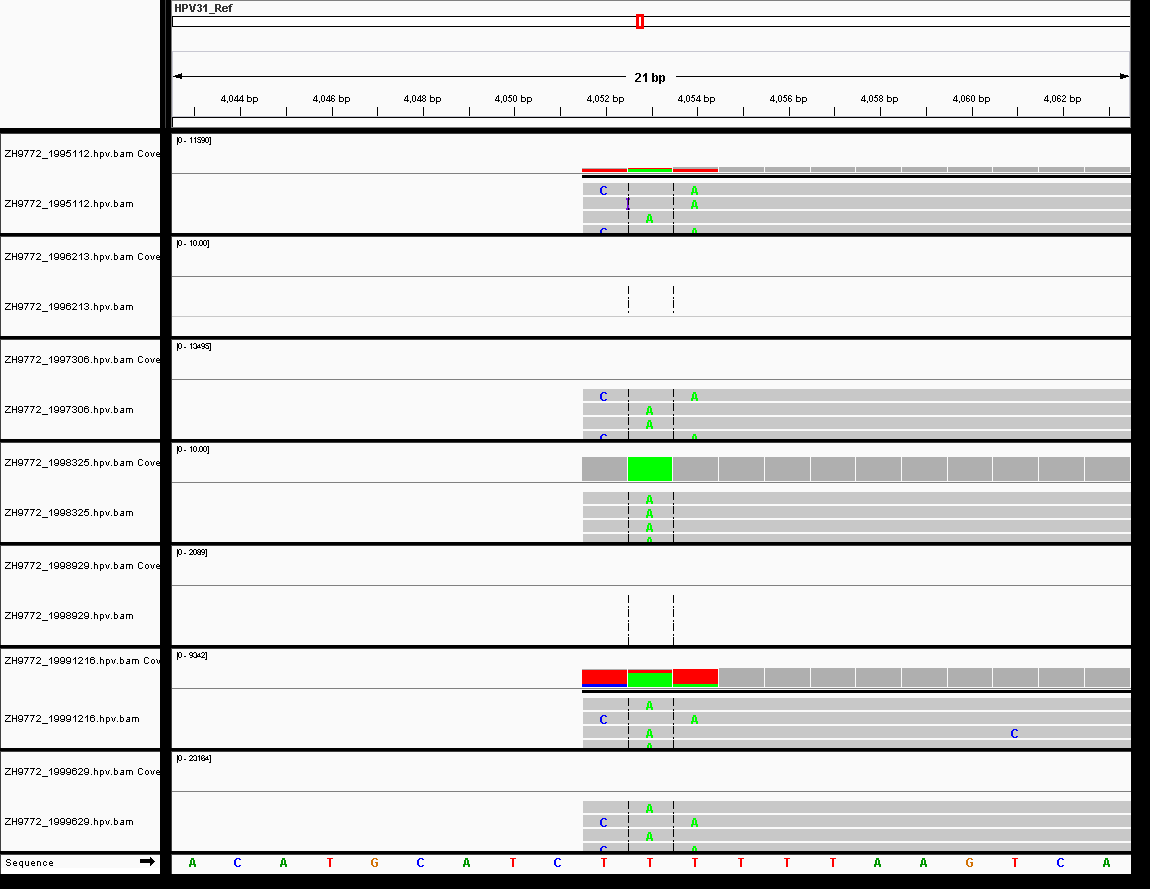 HPV31_Ref
21 bp
4,044 bp 4,046 bp 4,048 bp 4,050 bp 4,052 bp 4,054 bp 4,056 bp 4,058 bp 4,060 bp 4,062 bp
[0 - 11590]
ZH9772_1995112.hpv.bam Cove
C A
ZH9772_1995112.hpv.bam
I A
A
C A
[0 - 10.00]
ZH9772_1996213.hpv.bam Cove
ZH9772_1996213.hpv.bam
[0 - 13495]
ZH9772_1997306.hpv.bam Cove
C A
ZH9772_1997306.hpv.bam
A
A
C A
[0 - 10.00]
ZH9772_1998325.hpv.bam Cove
A
ZH9772_1998325.hpv.bam
A
A
A
[0 - 2089]
ZH9772_1998929.hpv.bam Cove
ZH9772_1998929.hpv.bam
[0 - 9342]
ZH9772_19991216.hpv.bam Cov
A
ZH9772_19991216.hpv.bam
C A
A C
A
[0 - 23164]
ZH9772_1999629.hpv.bam Cove
A
ZH9772_1999629.hpv.bam
C A
A
C A
Sequence A C A T G C A T C T T T T T T A A G T C A